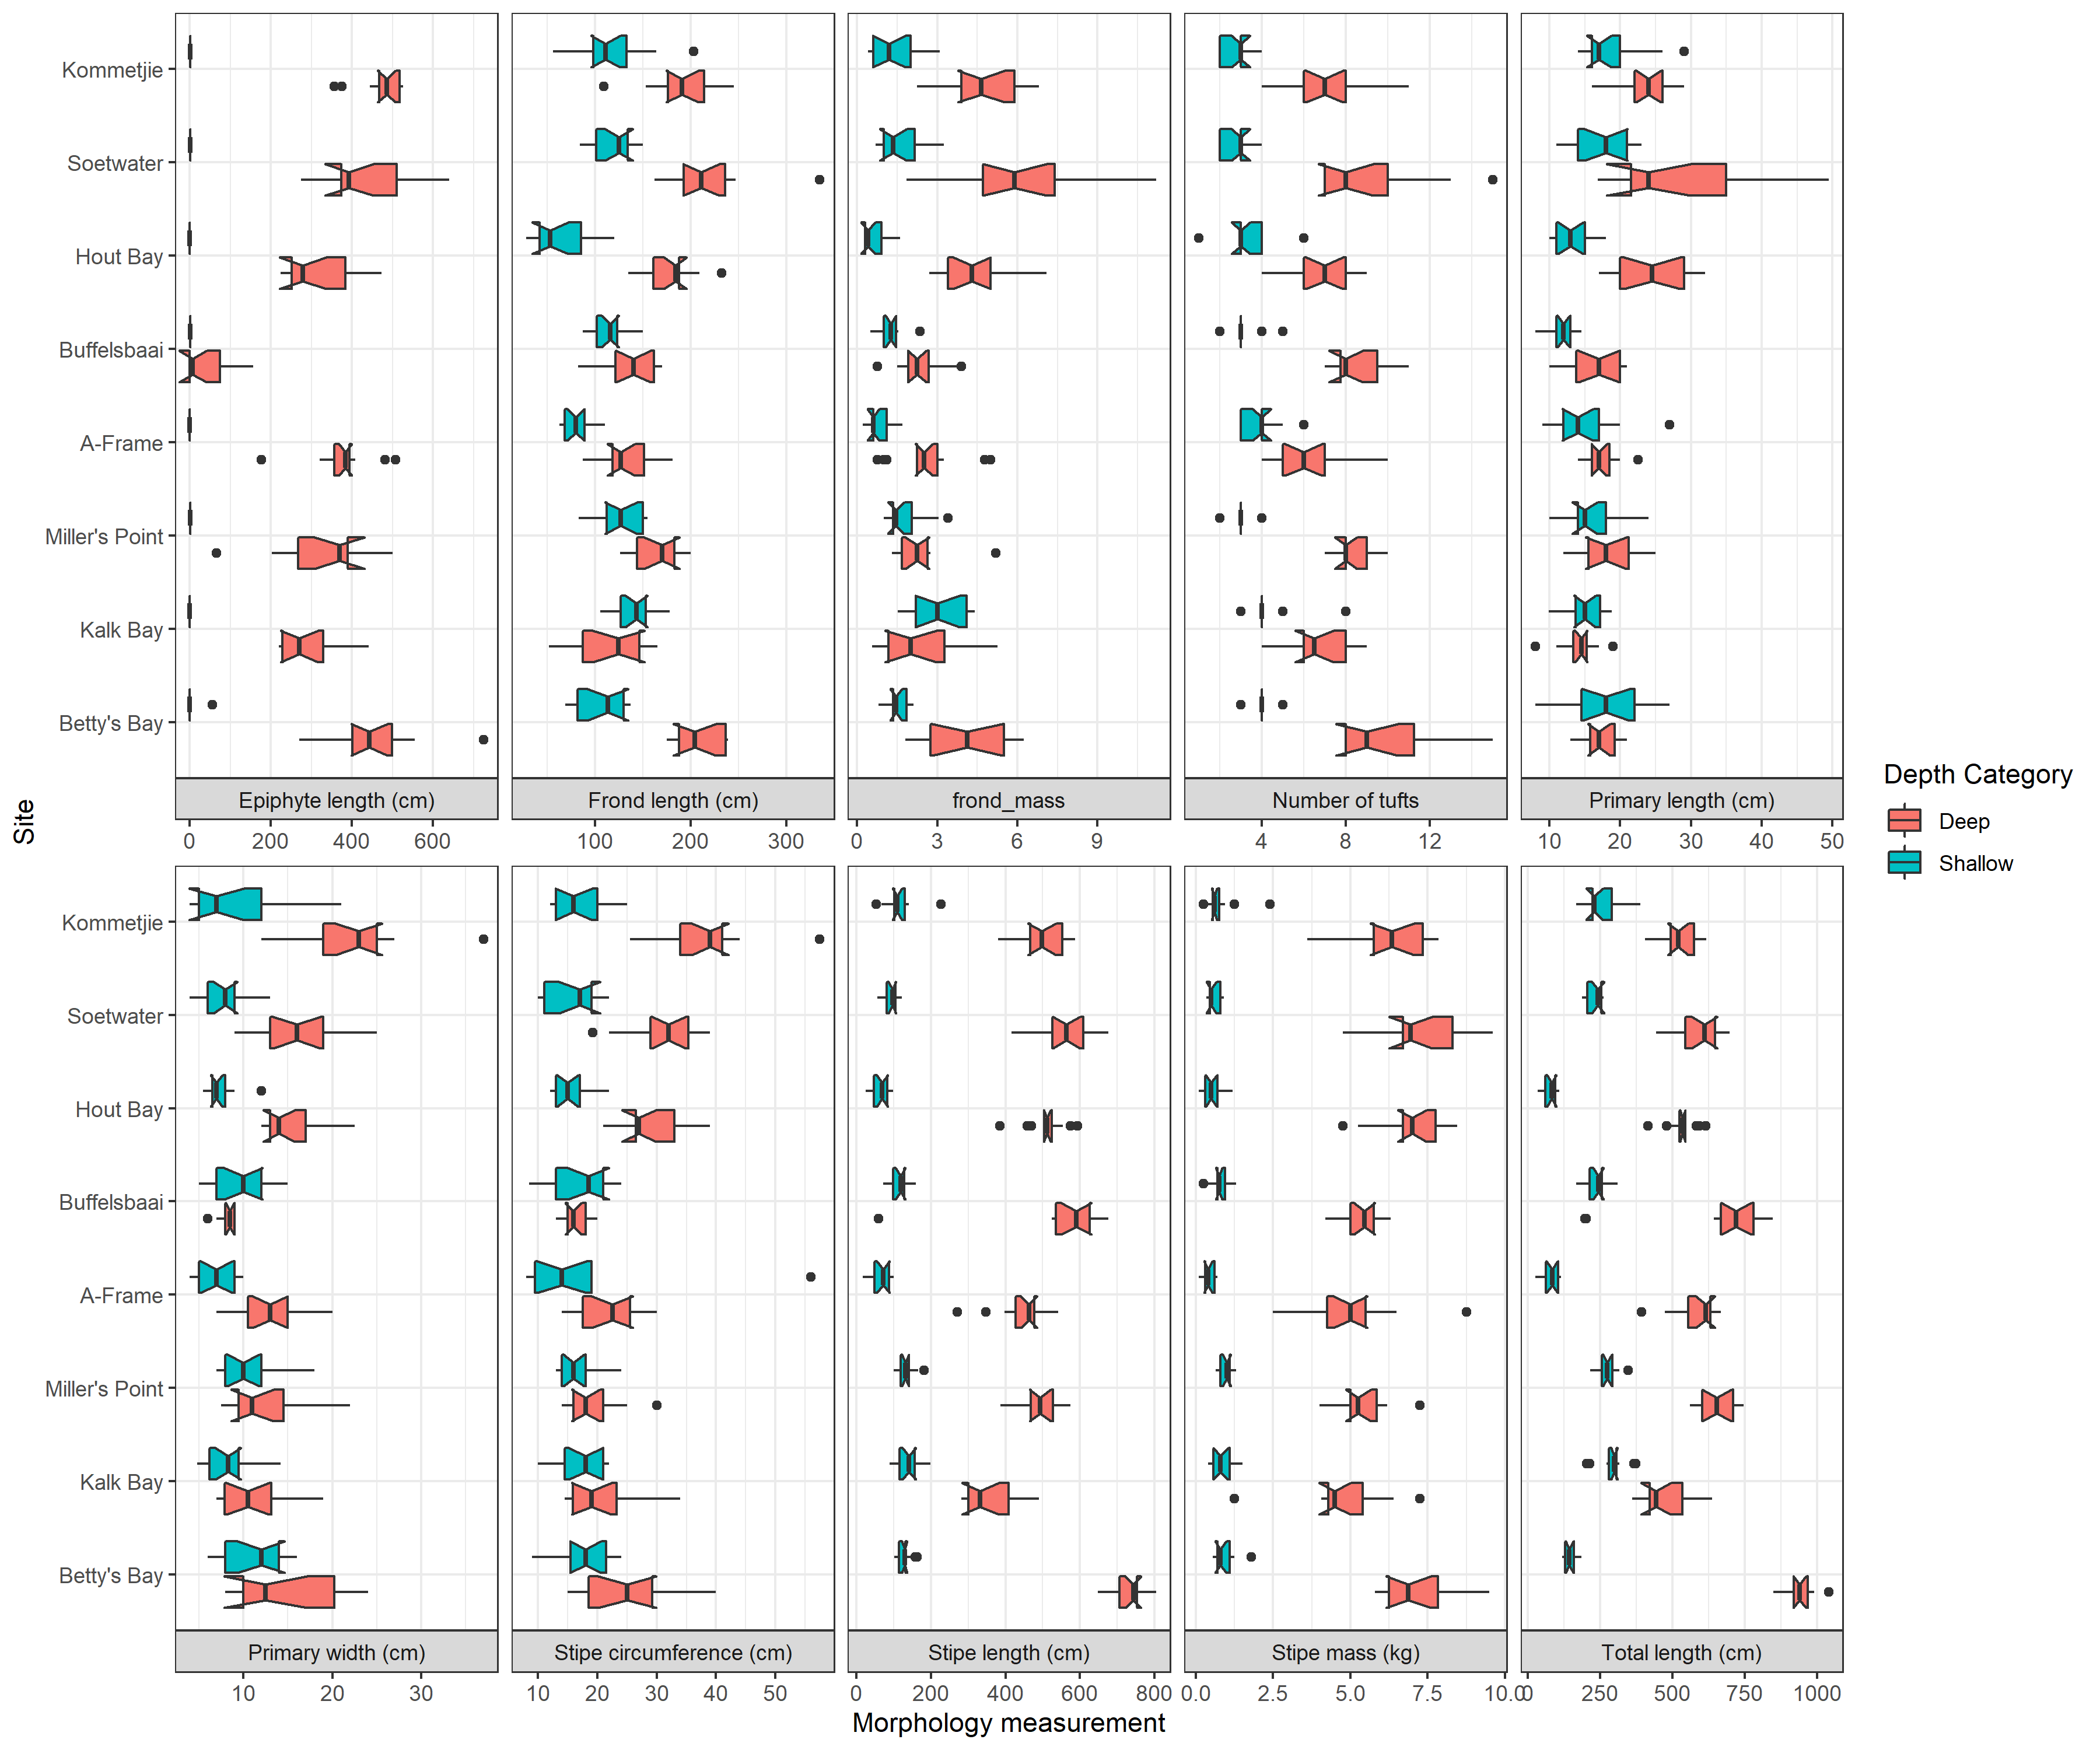 Kommetjie
Soetwater
Hout Bay
Buffelsbaai
A-Frame
Miller's Point
Kalk Bay
Betty's Bay
Epiphyte length (cm) Frond length (cm) frond_mass Number of tufts Primary length (cm)
0 200 400 600 100 200 300 0 3 6 9 4 8 12 10 20 30 40 50
Site
Depth Category
Deep
Shallow
Kommetjie
Soetwater
Hout Bay
Buffelsbaai
A-Frame
Miller's Point
Kalk Bay
Betty's Bay
Primary width (cm) Stipe circumference (cm) Stipe length (cm) Stipe mass (kg) Total length (cm)
10 20 30 10 20 30 40 50 0 200 400 600 800 0.0 2.5 5.0 7.5 10.0 0 250 500 750 1000
Morphology measurement